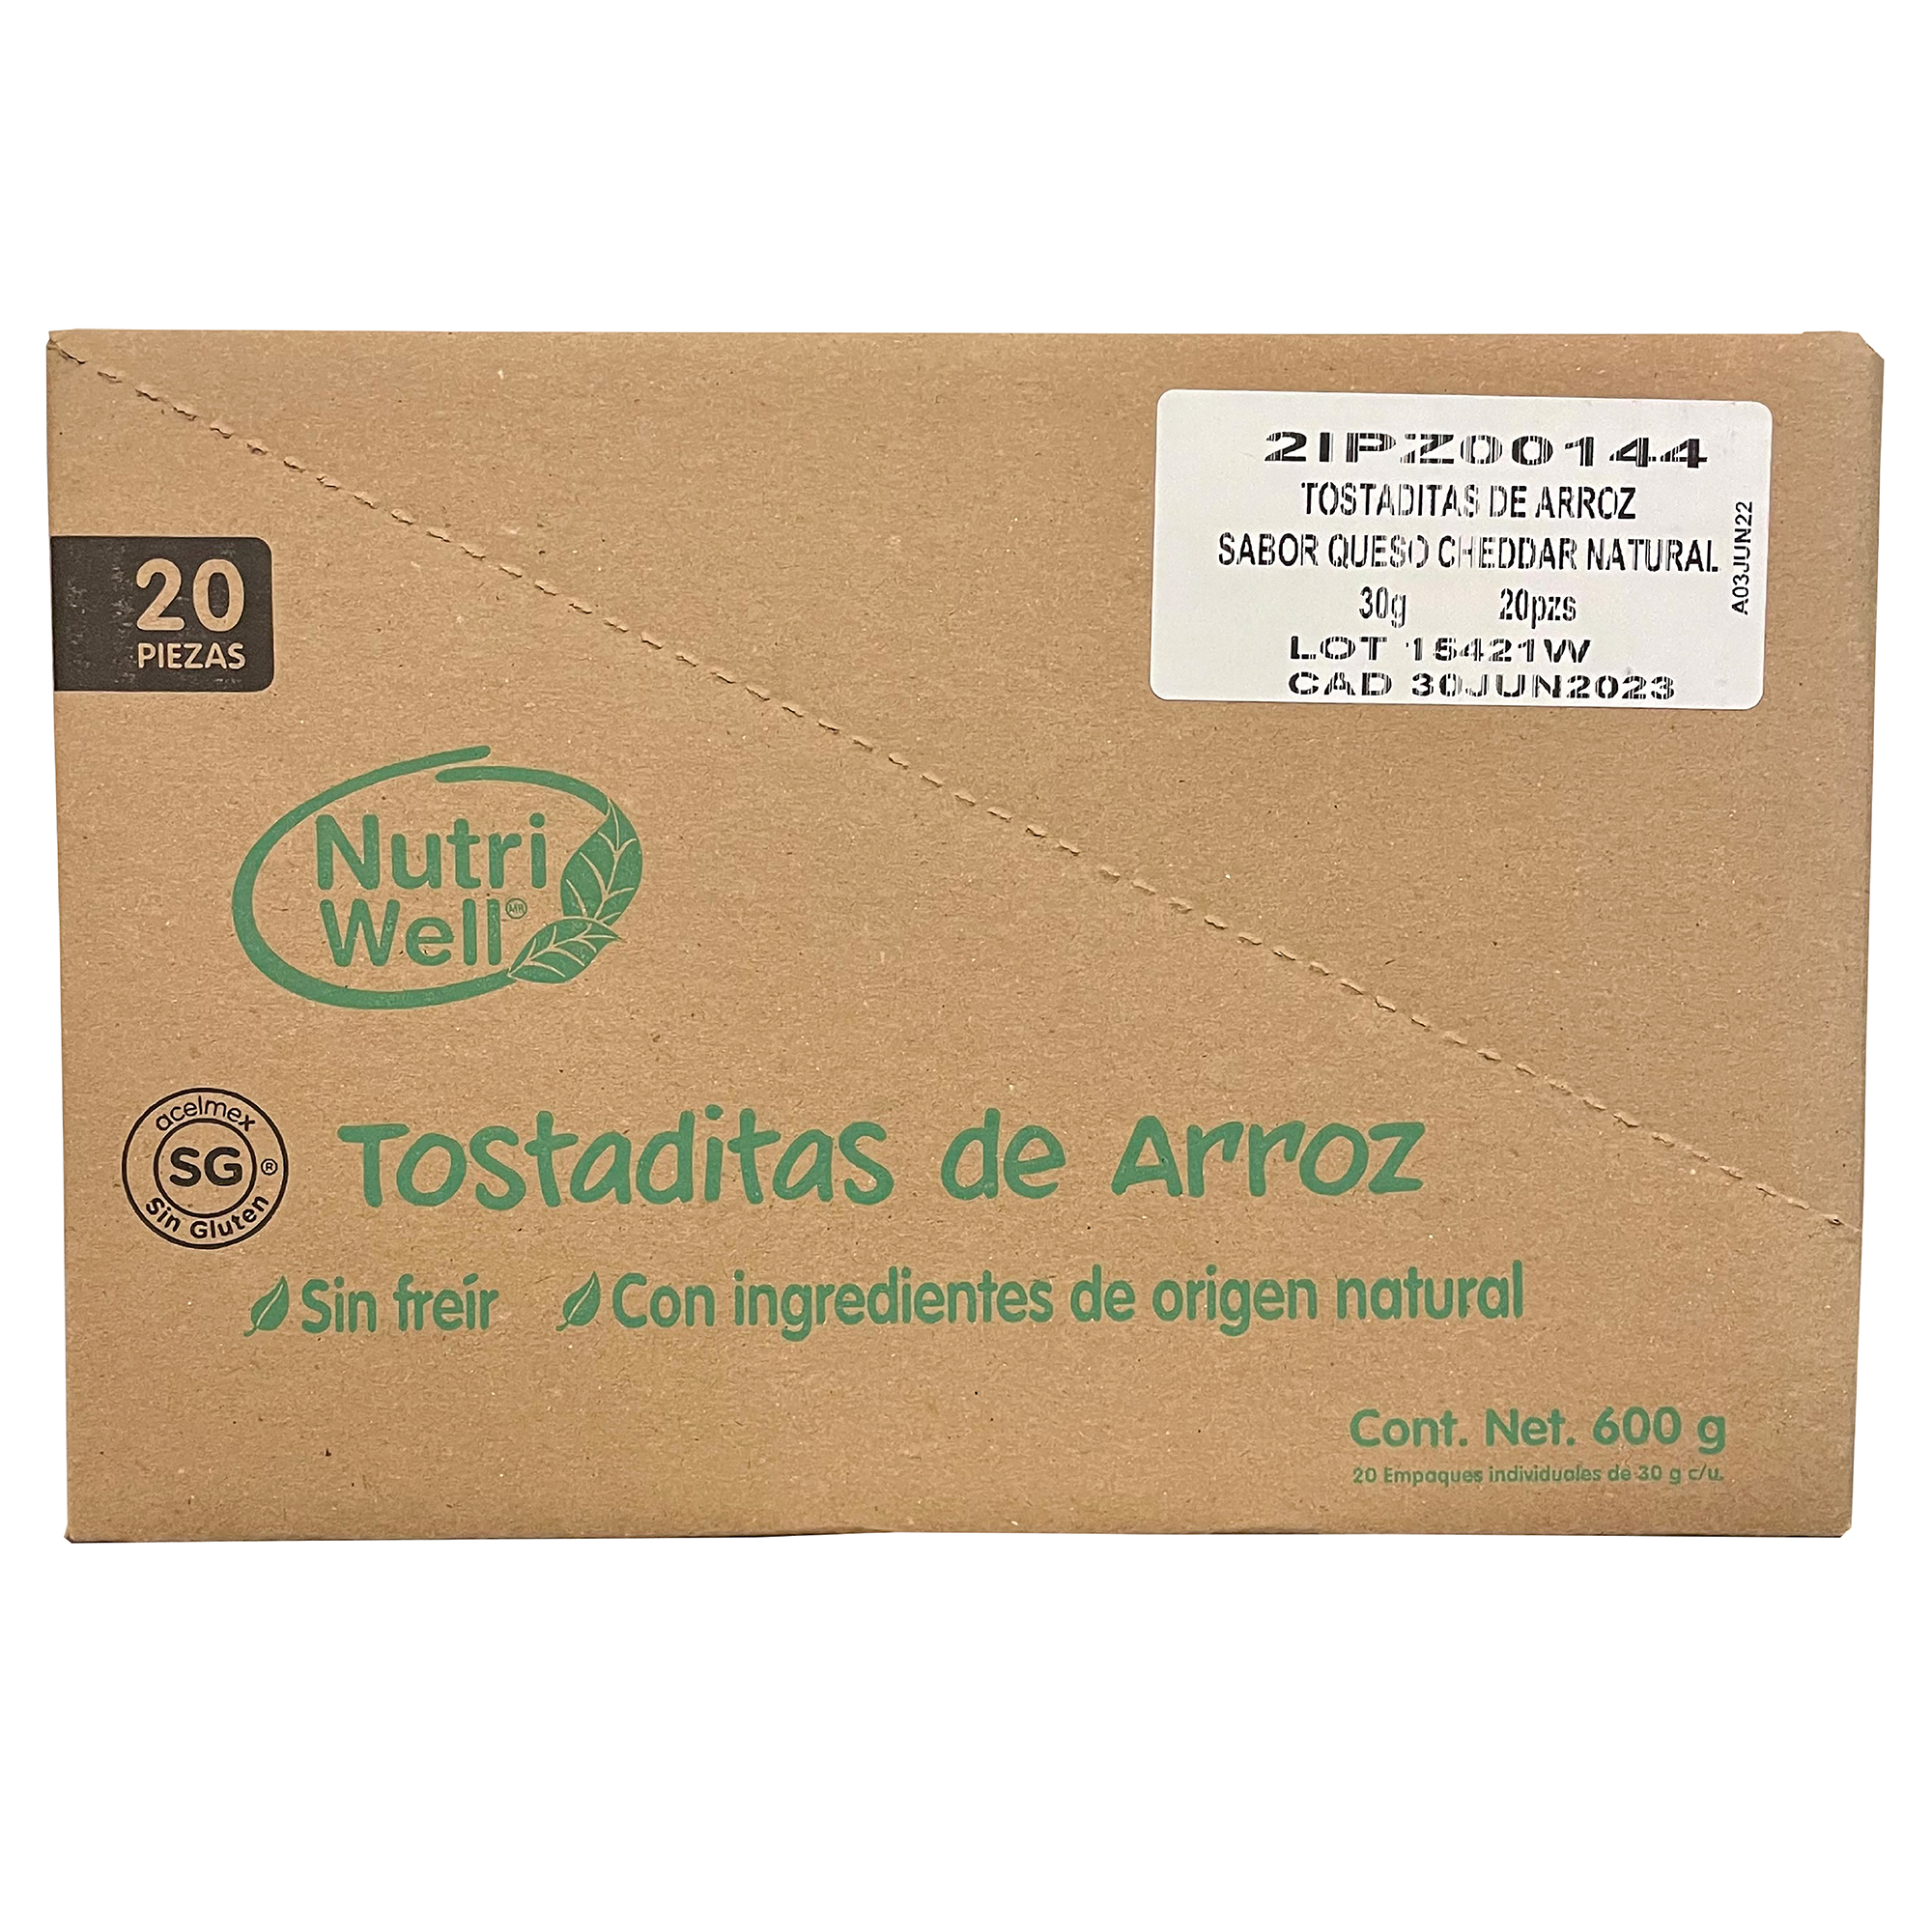 2IPZ00144
TOSTADITAS DE ARROZ
SABOR QUESO CHEDDAR NATURAL
30g 20pzs
LOT 15421W
CAD 30JUN2023
A03JUN22
20
PIEZAS
Nutri
Well MR
acelmex
SG ®
Sin Gluten
Tostaditas de Arroz
Sin freír Con ingredientes de origen natural
Cont. Net. 600 g
20 Empaques individuales de 30 g c/u.